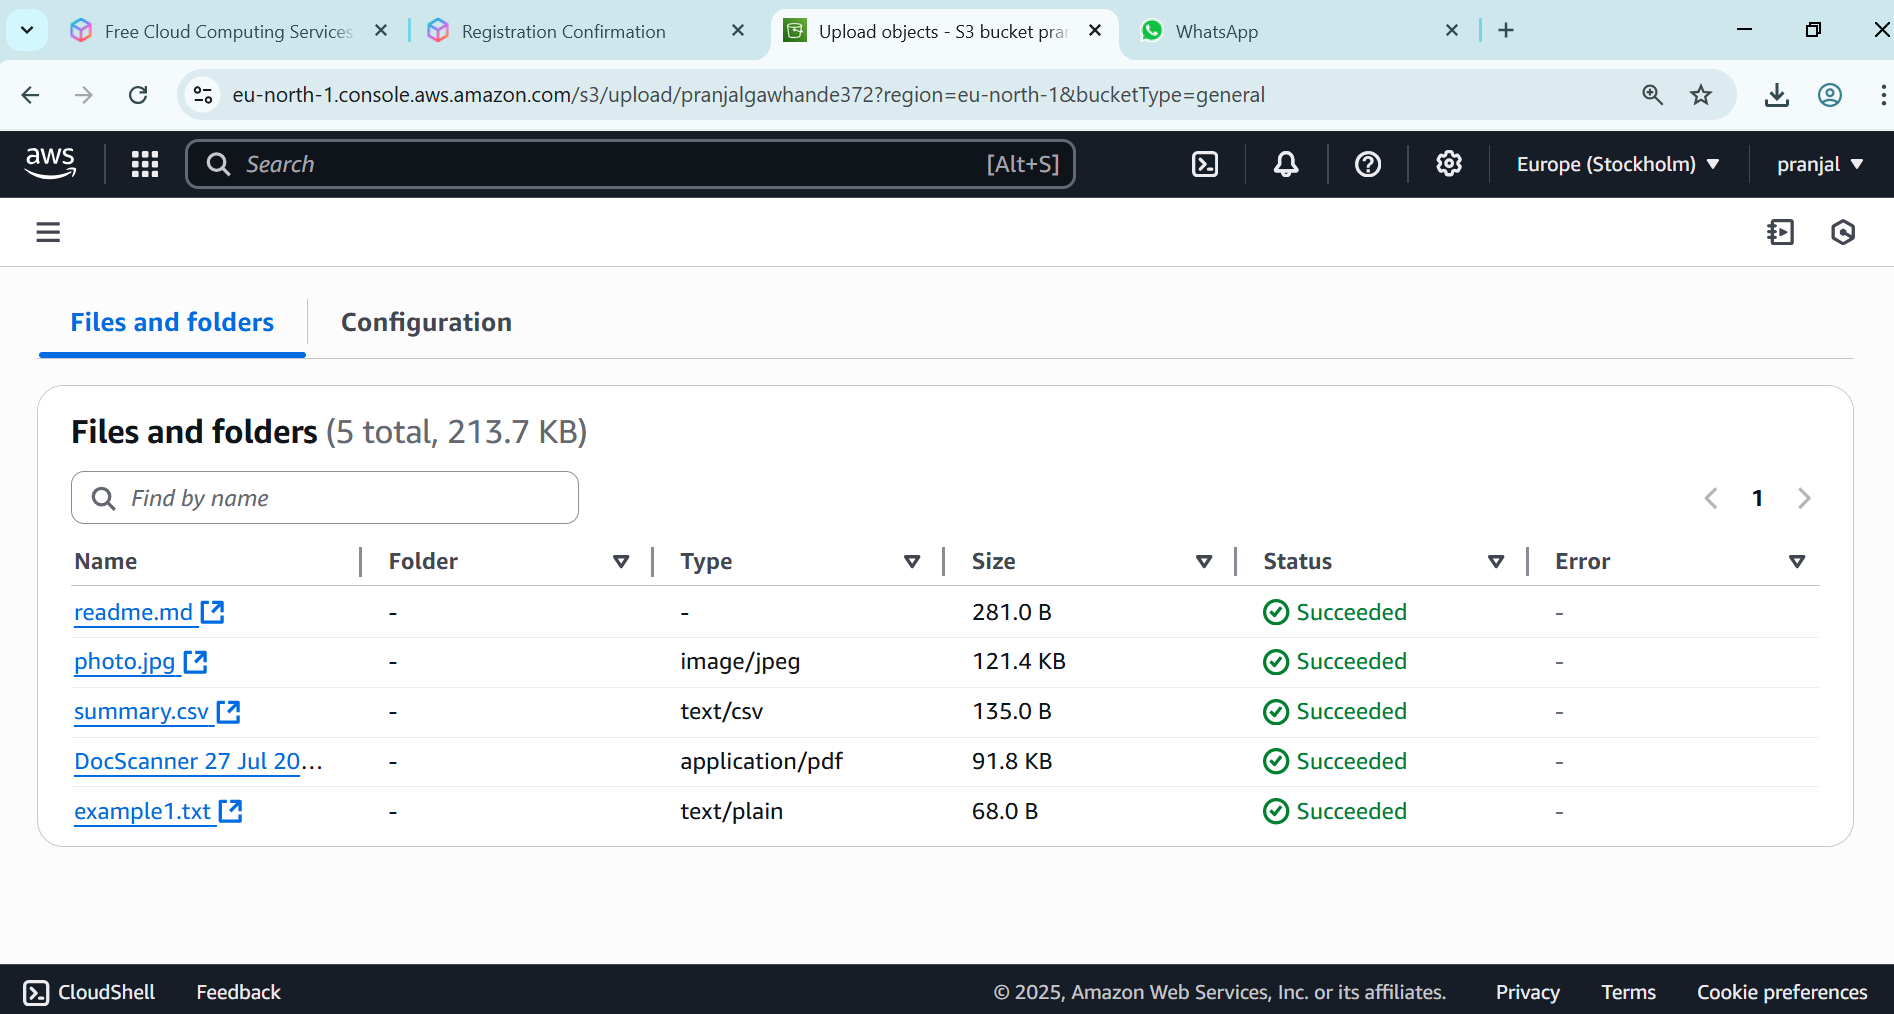 Free Cloud Computing Services
Registration Confirmation
Upload objects - S3 bucket pran
WhatsApp
eu-north-1.console.aws.amazon.com/s3/upload/pranjalgawhande372?region=eu-north-1&bucketType=general
aws
Search
[Alt+S]
Europe (Stockholm)
pranjal
Files and folders
Configuration
Files and folders (5 total, 213.7 KB)
Find by name
1
Name Folder Type Size Status Error
readme.md - - 281.0 B Succeeded -
photo.jpg - image/jpeg 121.4 KB Succeeded -
summary.csv - text/csv 135.0 B Succeeded -
DocScanner 27 Jul 20... - application/pdf 91.8 KB Succeeded -
example1.txt - text/plain 68.0 B Succeeded -
CloudShell Feedback © 2025, Amazon Web Services, Inc. or its affiliates. Privacy Terms Cookie preferences